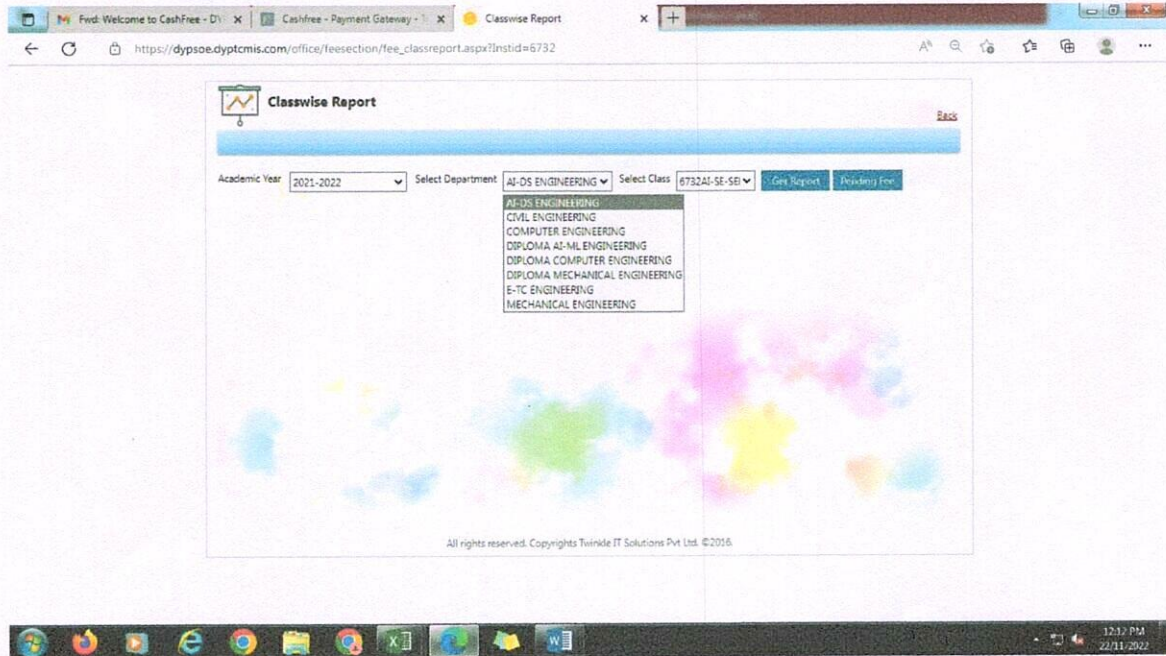 Fwd: Welcome to CashFree - DY
Cashfree - Payment Gateway -
Classwise Report
https://dypsoe.dyptcmis.com/office/feesection/fee_classreport.aspx?Instid=6732
Classwise Report
Back
Academic Year 2021-2022 Select Department AI-DS ENGINEERING Select Class 6732AI-SE-SEI Get Report Pending Fee
AI-DS ENGINEERING
CIVIL ENGINEERING
COMPUTER ENGINEERING
DIPLOMA AI-ML ENGINEERING
DIPLOMA COMPUTER ENGINEERING
DIPLOMA MECHANICAL ENGINEERING
E-TC ENGINEERING
MECHANICAL ENGINEERING
All rights reserved. Copyrights Twinkle IT Solutions Pvt Ltd. ©2016.
12:12 PM
22/11/2022